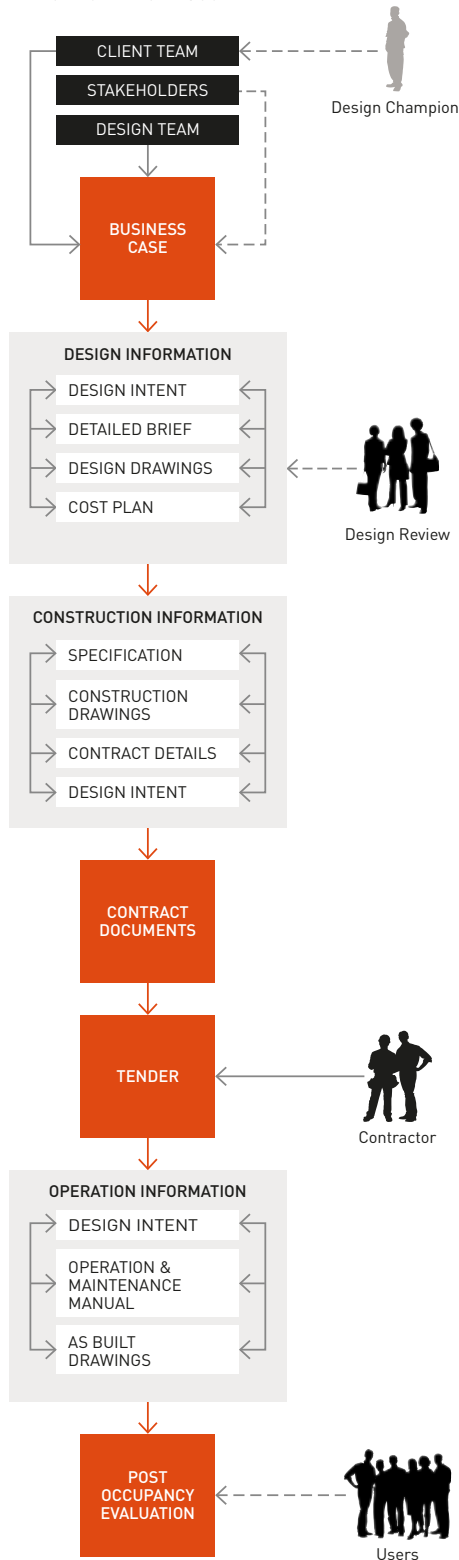 CLIENT TEAM
STAKEHOLDERS
DESIGN TEAM
Design Champion
BUSINESS
CASE
DESIGN INFORMATION
DESIGN INTENT
DETAILED BRIEF
DESIGN DRAWINGS
COST PLAN
Design Review
CONSTRUCTION INFORMATION
SPECIFICATION
CONSTRUCTION
DRAWINGS
CONTRACT DETAILS
DESIGN INTENT
CONTRACT
DOCUMENTS
TENDER
Contractor
OPERATION INFORMATION
DESIGN INTENT
OPERATION &
MAINTENANCE
MANUAL
AS BUILT
DRAWINGS
POST
OCCUPANCY
EVALUATION
Users